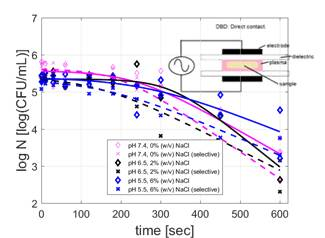 DBD: Direct contact.
electrode
dielectric
plasma
sample
log N [log(CFU/mL)]
7
6
5
4
3
2
pH 7.4, 0% (w/v) NaCl
pH 7.4, 0% (w/v) NaCl (selective)
pH 6.5, 2% (w/v) NaCl
pH 6.5, 2% (w/v) NaCl (selective)
pH 5.5, 6% (w/v) NaCl
pH 5.5, 6% (w/v) NaCl (selective)
0 100 200 300 400 500 600
time [sec]